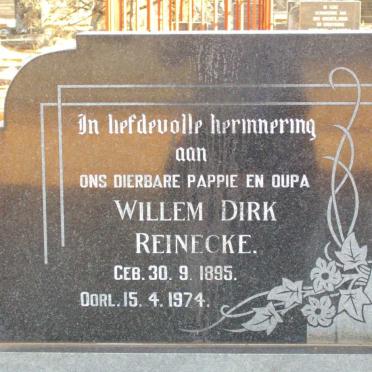 In liefdevolle herinnering
aan
ONS DIERBARE PAPPIE EN OUPA
WILLEM DIRK
REINECKE.
GEB. 30. 9. 1895.
OORL. 15. 4. 1974.